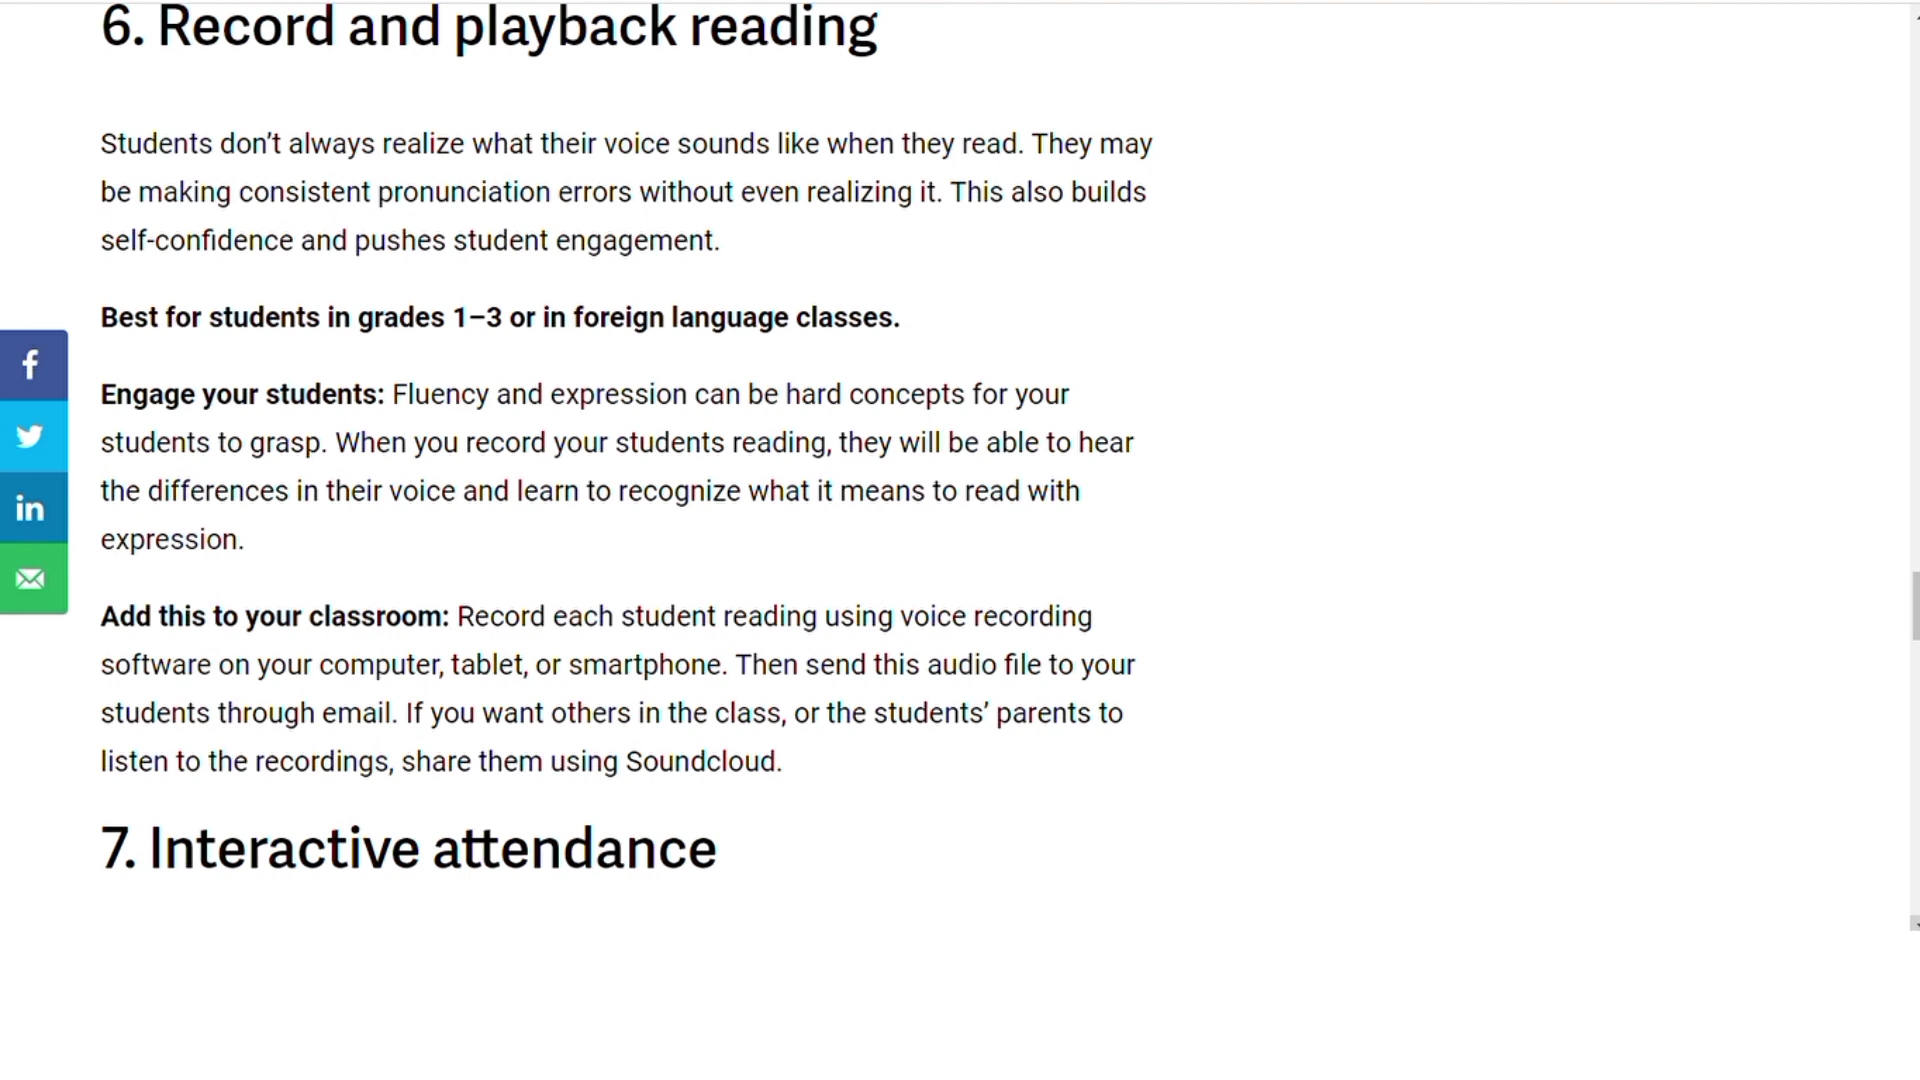 6. Record and playback reading
Students don’t always realize what their voice sounds like when they read. They may
be making consistent pronunciation errors without even realizing it. This also builds
self-confidence and pushes student engagement.
Best for students in grades 1–3 or in foreign language classes.
Engage your students: Fluency and expression can be hard concepts for your
students to grasp. When you record your students reading, they will be able to hear
the differences in their voice and learn to recognize what it means to read with
expression.
Add this to your classroom: Record each student reading using voice recording
software on your computer, tablet, or smartphone. Then send this audio file to your
students through email. If you want others in the class, or the students’ parents to
listen to the recordings, share them using Soundcloud.
7. Interactive attendance